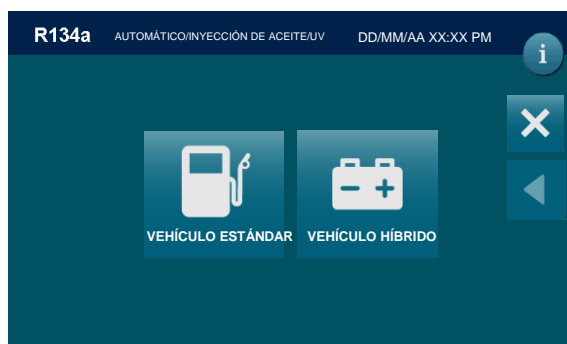 R134a AUTOMÁTICO/INYECCIÓN DE ACEITE/UV DD/MM/AA XX:XX PM
i
VEHÍCULO ESTÁNDAR VEHÍCULO HÍBRIDO